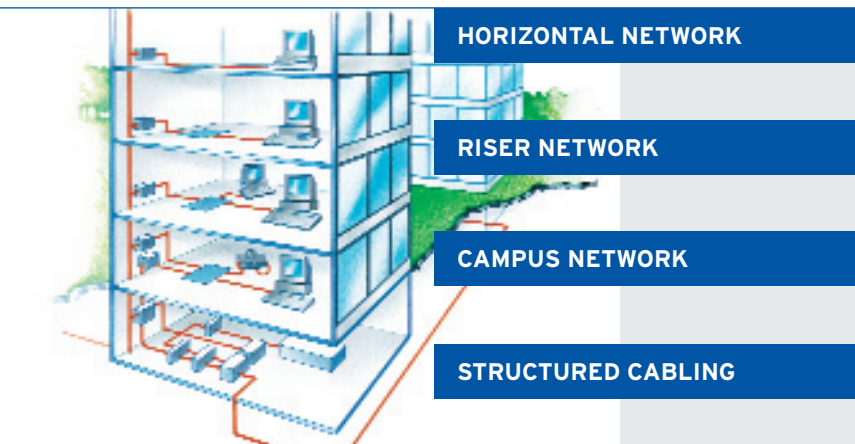 HORIZONTAL NETWORK
RISER NETWORK
CAMPUS NETWORK
STRUCTURED CABLING